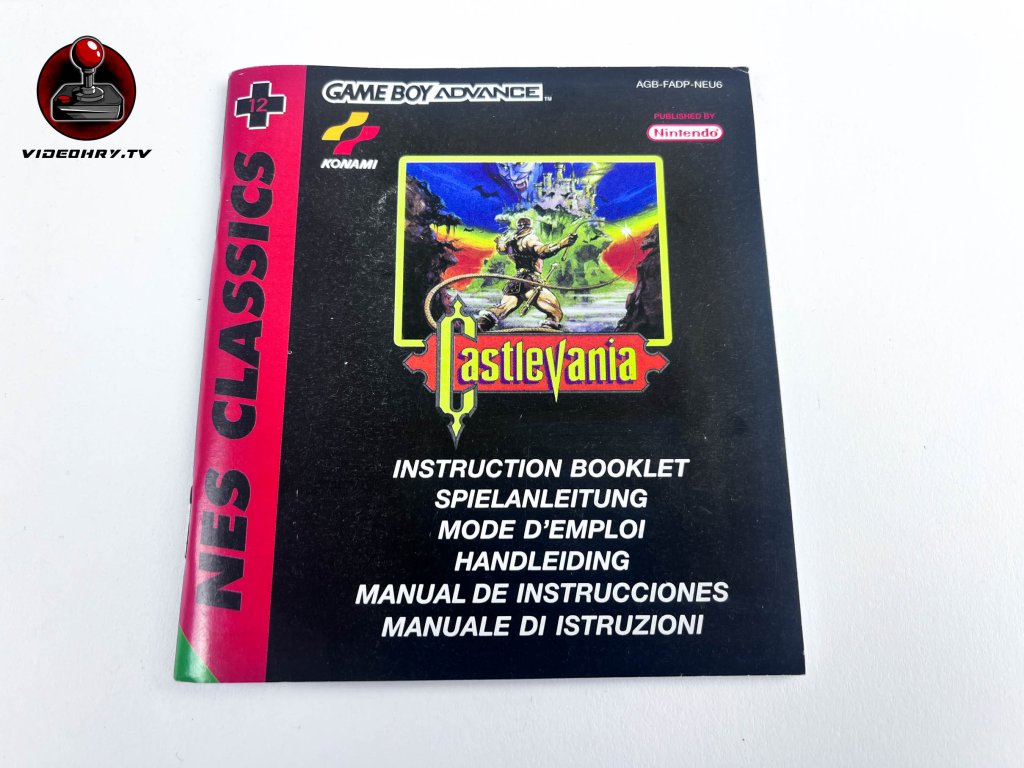 VIDEOHRY.TV
12
NES CLASSICS
GAME BOY ADVANCE™
AGB-FADP-NEU6
KONAMI
PUBLISHED BY
Nintendo
Castlevania
INSTRUCTION BOOKLET
SPIELANLEITUNG
MODE D'EMPLOI
HANDLEIDING
MANUAL DE INSTRUCCIONES
MANUALE DI ISTRUZIONI